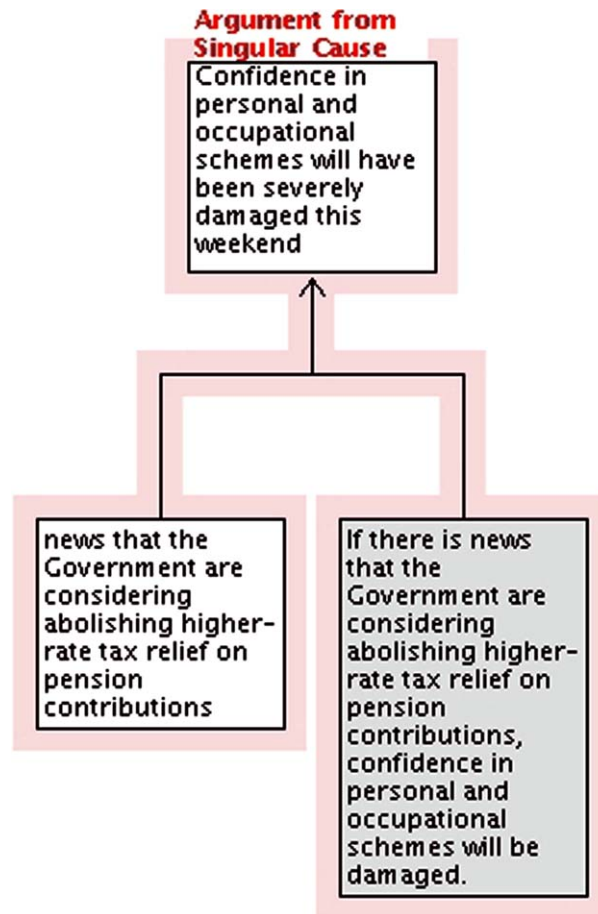 Argument from
Singular Cause
Confidence in
personal and
occupational
schemes will have
been severely
damaged this
weekend
news that the
Government are
considering
abolishing higher-
rate tax relief on
pension
contributions
If there is news
that the
Government are
considering
abolishing higher-
rate tax relief on
pension
contributions,
confidence in
personal and
occupational
schemes will be
damaged.